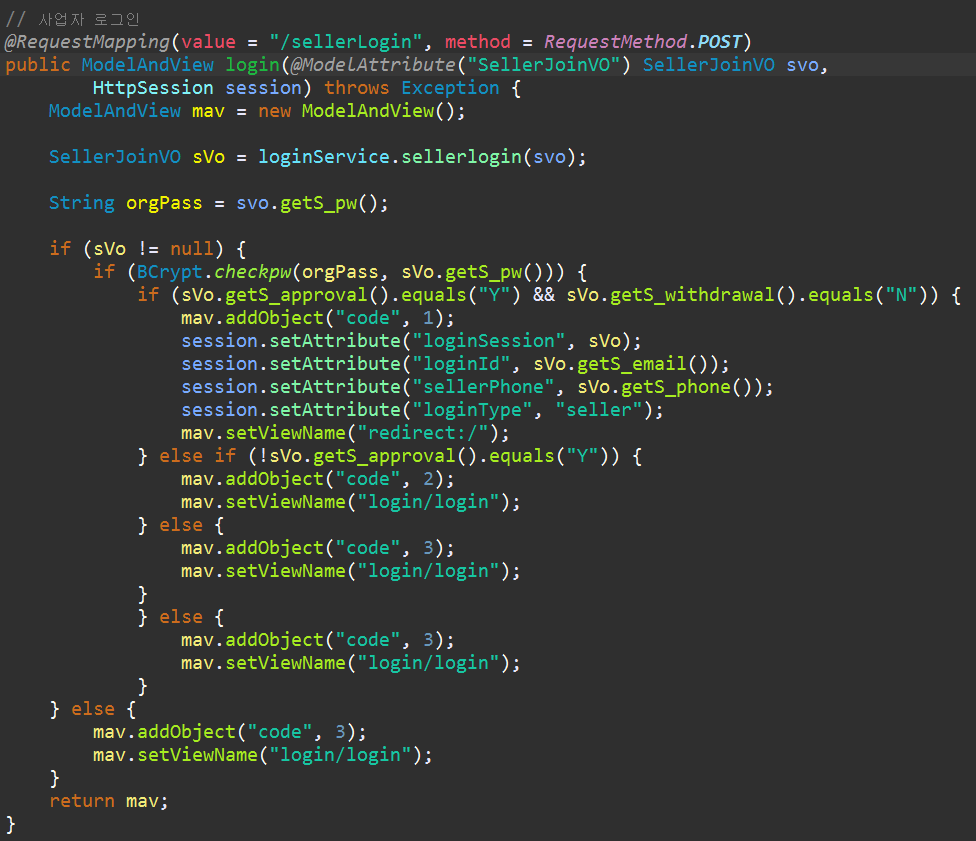 // 사업자 로그인
@RequestMapping(value = "/sellerLogin", method = RequestMethod.POST)
public ModelAndView login(@ModelAttribute("SellerJoinVO") SellerJoinVO svo,
        HttpSession session) throws Exception {
    ModelAndView mav = new ModelAndView();

    SellerJoinVO sVo = loginService.sellerlogin(svo);

    String orgPass = svo.getS_pw();

    if (sVo != null) {
        if (BCrypt.checkpw(orgPass, sVo.getS_pw())) {
            if (sVo.getS_approval().equals("Y") && sVo.getS_withdrawal().equals("N")) {
                mav.addObject("code", 1);
                session.setAttribute("loginSession", sVo);
                session.setAttribute("loginId", sVo.getS_email());
                session.setAttribute("sellerPhone", sVo.getS_phone());
                session.setAttribute("loginType", "seller");
                mav.setViewName("redirect:/");
            } else if (!sVo.getS_approval().equals("Y")) {
                mav.addObject("code", 2);
                mav.setViewName("login/login");
            } else {
                mav.addObject("code", 3);
                mav.setViewName("login/login");
            }
            } else {
                mav.addObject("code", 3);
                mav.setViewName("login/login");
            }
    } else {
        mav.addObject("code", 3);
        mav.setViewName("login/login");
    }
    return mav;
}